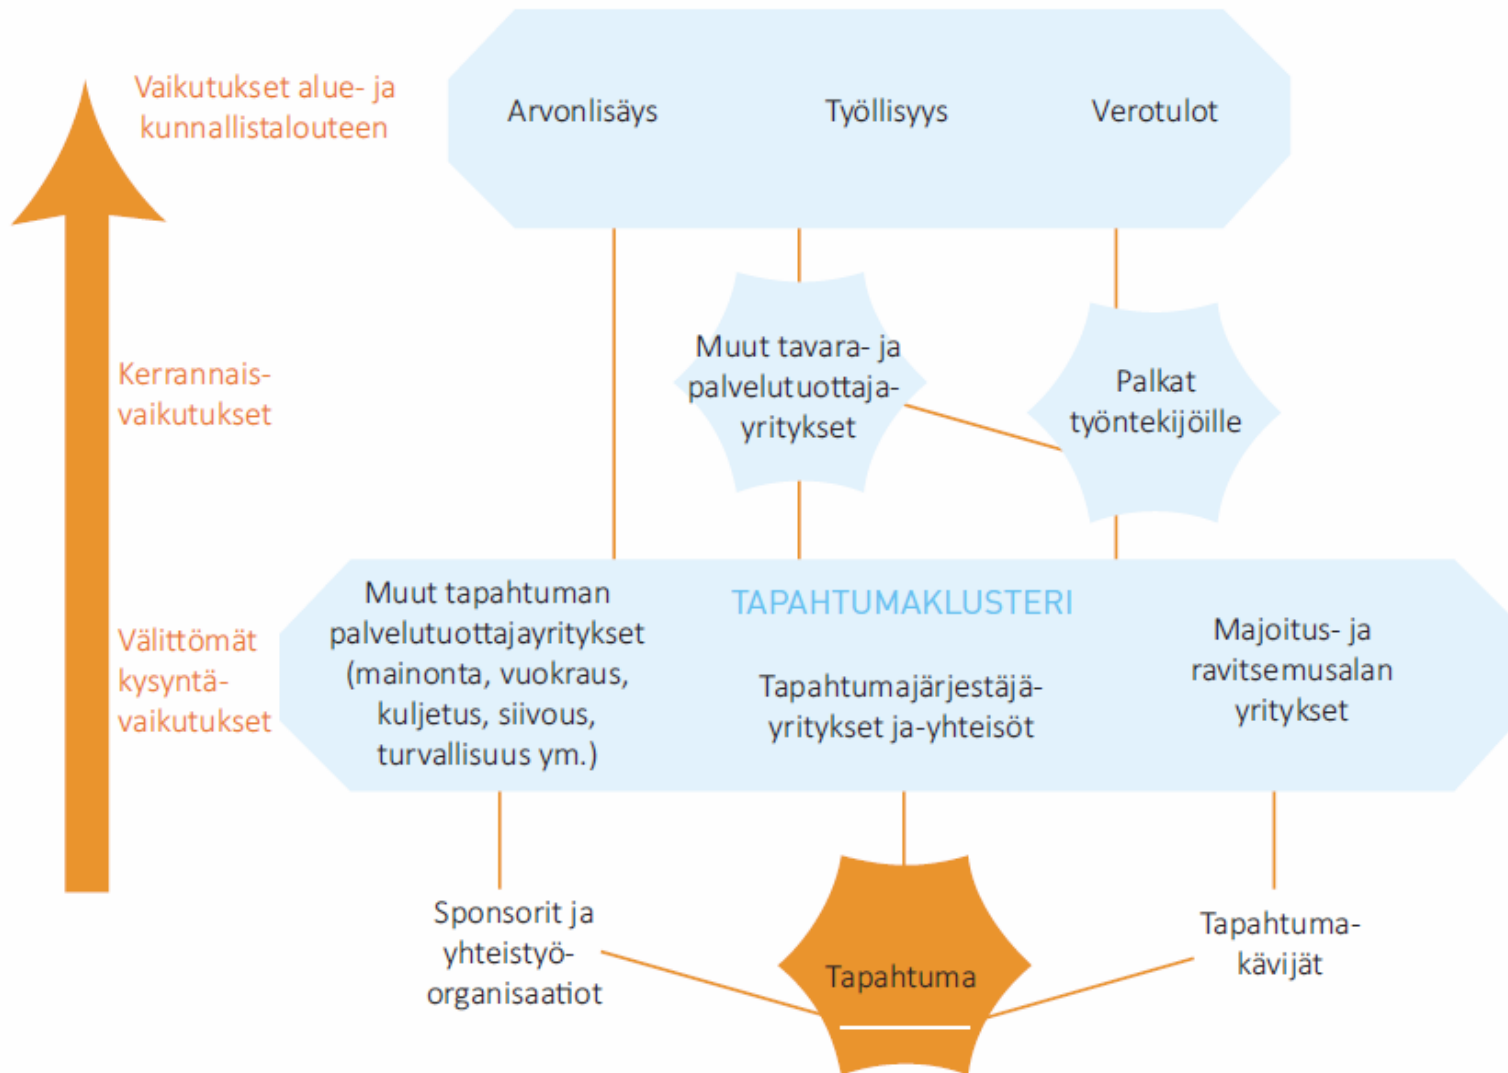 Vaikutukset alue- ja
kunnallistalouteen
Arvonlisäys
Työllisyys
Verotulot
Kerrannais-
vaikutukset
Muut tavara- ja
palvelutuottaja-
yritykset
Palkat
työntekijöille
Välittömät
kysyntä-
vaikutukset
Muut tapahtuman
palvelutuottajayritykset
(mainonta, vuokraus,
kuljetus, siivous,
turvallisuus ym.)
TAPAHTUMAKLUSTERI
Tapahtumajärjestäjä-
yritykset ja-yhteisöt
Majoitus- ja
ravitsemusalan
yritykset
Sponsorit ja
yhteistyö-
organisaatiot
Tapahtuma
Tapahtuma-
kävijät